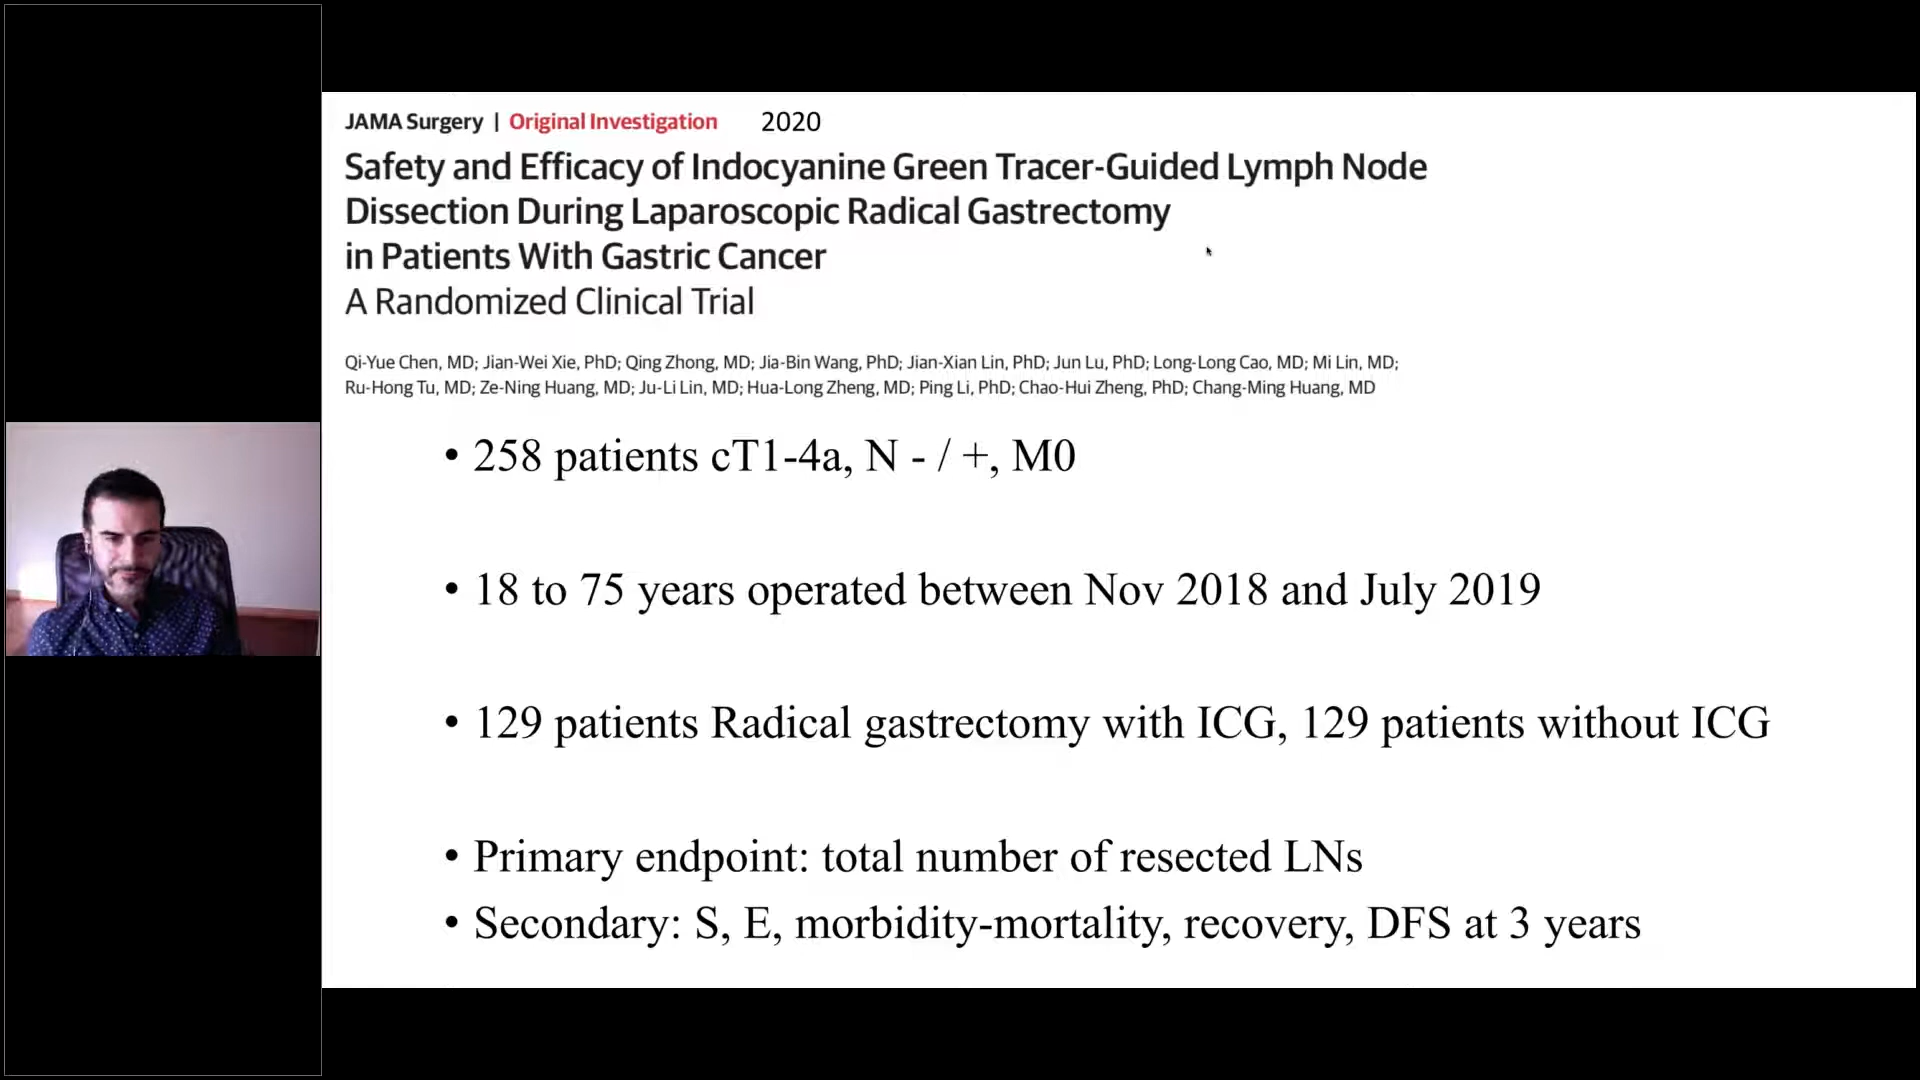 JAMA Surgery | Original Investigation 2020
Safety and Efficacy of Indocyanine Green Tracer-Guided Lymph Node
Dissection During Laparoscopic Radical Gastrectomy
in Patients With Gastric Cancer
A Randomized Clinical Trial
Qi-Yue Chen, MD; Jian-Wei Xie, PhD; Qing Zhong, MD; Jia-Bin Wang, PhD; Jian-Xian Lin, PhD; Jun Lu, PhD; Long-Long Cao, MD; Mi Lin, MD;
Ru-Hong Tu, MD; Ze-Ning Huang, MD; Ju-Li Lin, MD; Hua-Long Zheng, MD; Ping Li, PhD; Chao-Hui Zheng, PhD; Chang-Ming Huang, MD
• 258 patients cT1-4a, N - / +, M0
• 18 to 75 years operated between Nov 2018 and July 2019
• 129 patients Radical gastrectomy with ICG, 129 patients without ICG
• Primary endpoint: total number of resected LNs
• Secondary: S, E, morbidity-mortality, recovery, DFS at 3 years